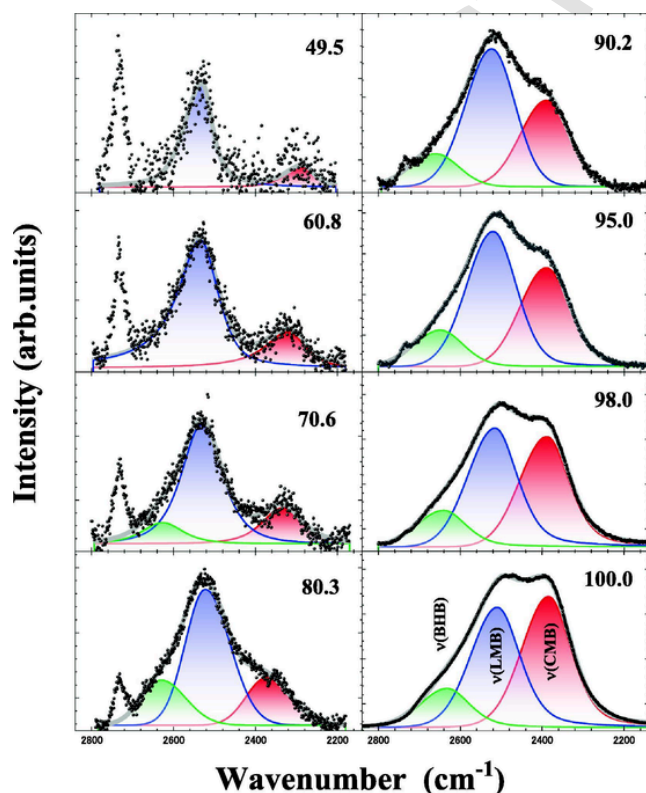 49.5
90.2
60.8
95.0
70.6
98.0
80.3
100.0
ν(BHB)
ν(LMB)
ν(CMB)
2800 2600 2400 2200
2800 2600 2400 2200
Intensity (arb.units)
Wavenumber (cm⁻¹)